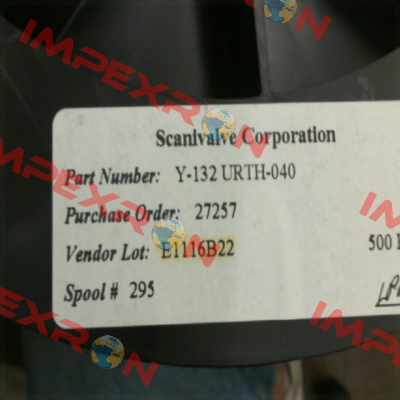 Scanivalve Corporation
Part Number: Y-132 URTH-040
Purchase Order: 27257
Vendor Lot: E1116B22
500
Spool # 295
IMPEXRON
IMPEXRON
IMPEXRON